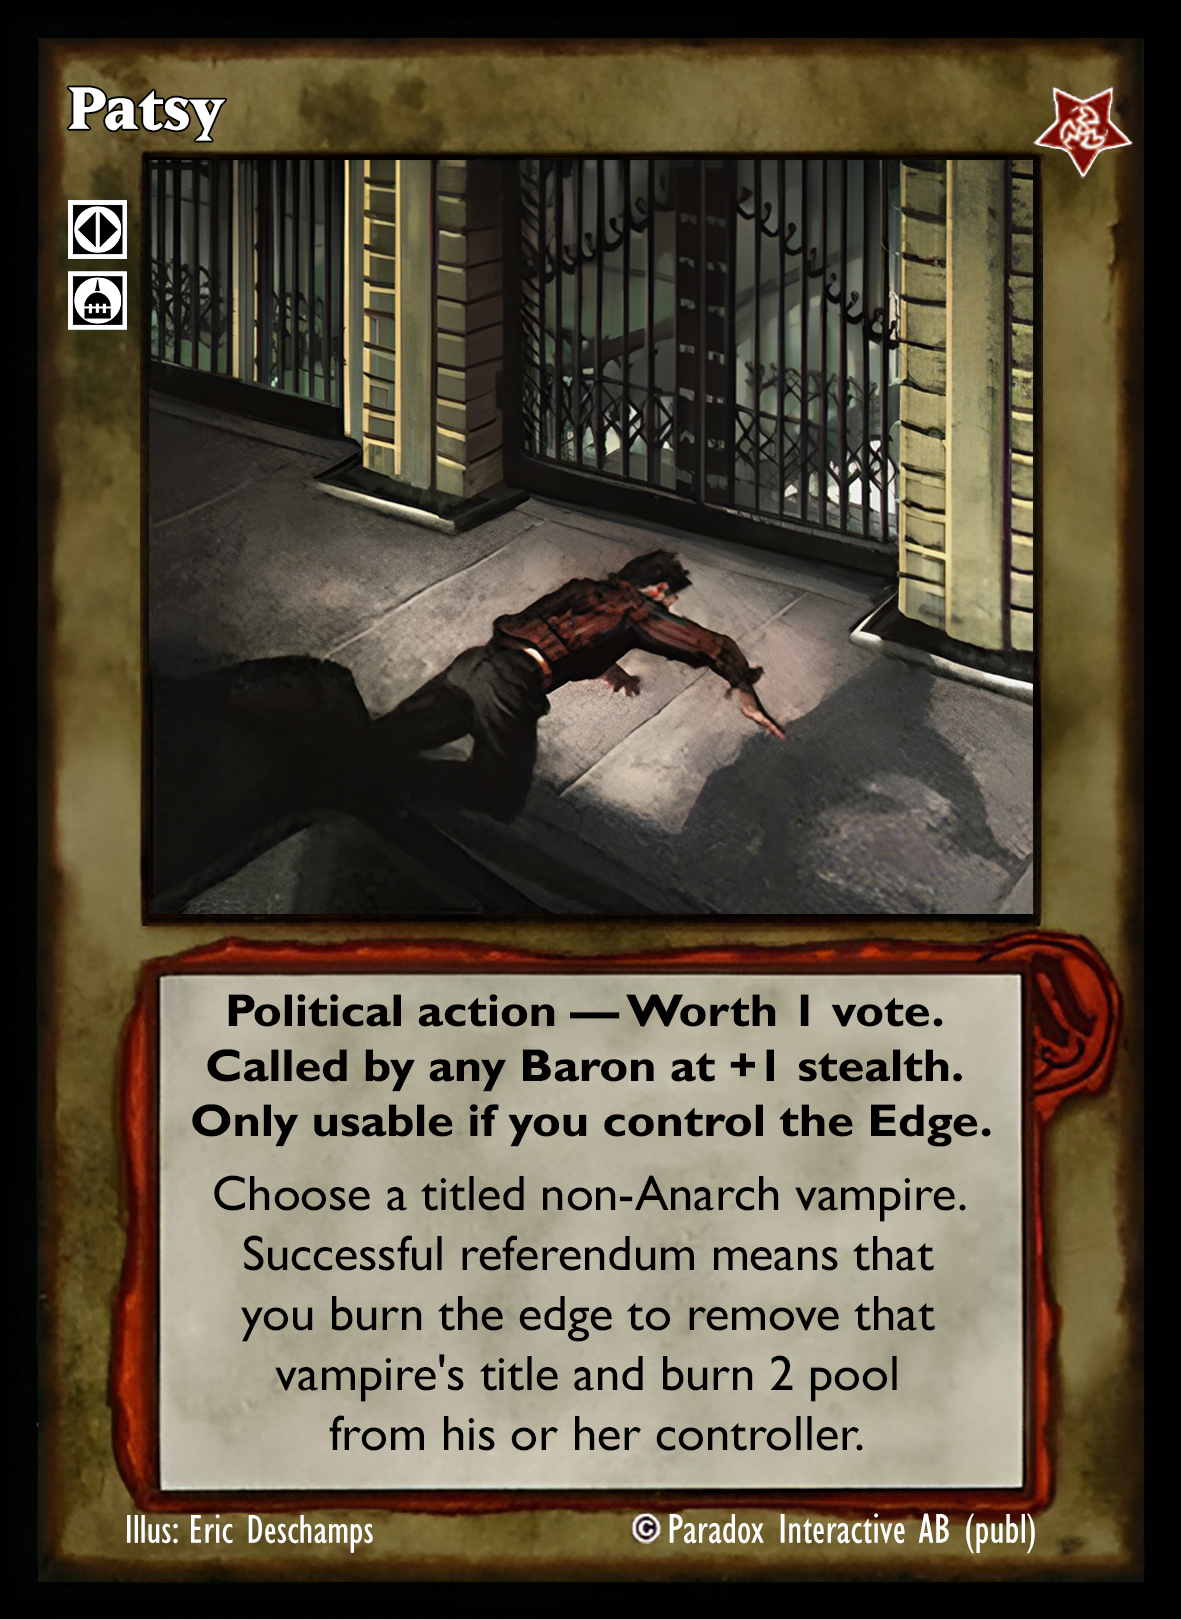 Patsy
Political action — Worth 1 vote.
Called by any Baron at +1 stealth.
Only usable if you control the Edge.
Choose a titled non-Anarch vampire.
Successful referendum means that
you burn the edge to remove that
vampire's title and burn 2 pool
from his or her controller.
Illus: Eric Deschamps
© Paradox Interactive AB (publ)